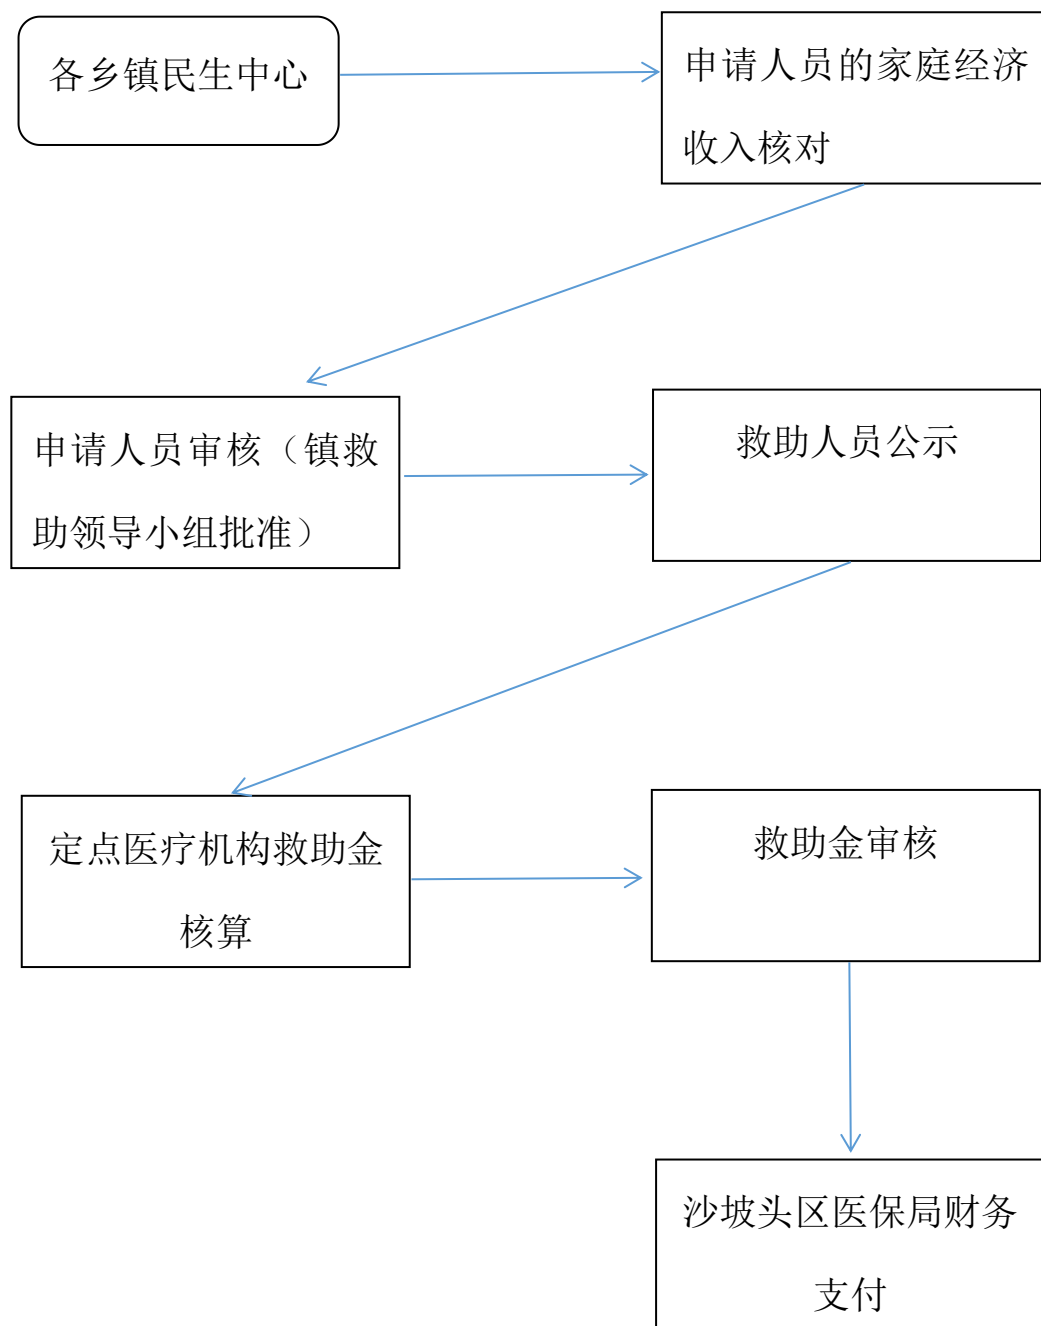 各乡镇民生中心
申请人员的家庭经济
收入核对
申请人员审核（镇救
助领导小组批准）
救助人员公示
定点医疗机构救助金
核算
救助金审核
沙坡头区医保局财务
支付